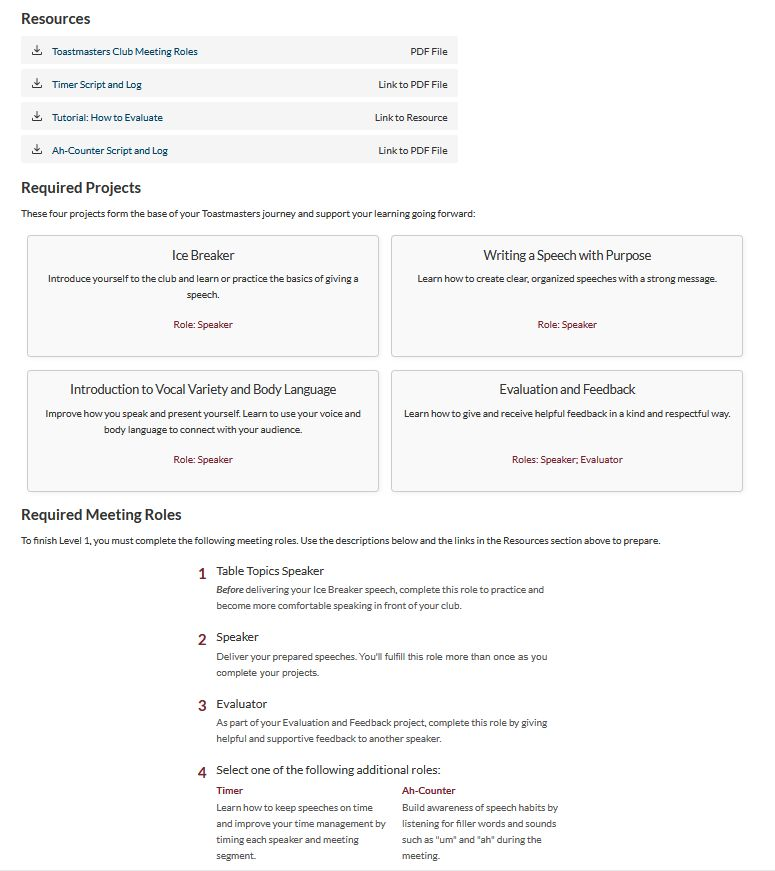 Resources
Toastmasters Club Meeting Roles PDF File
Timer Script and Log Link to PDF File
Tutorial: How to Evaluate Link to Resource
Ah-Counter Script and Log Link to PDF File
Required Projects
These four projects form the base of your Toastmasters journey and support your learning going forward:
Ice Breaker
Introduce yourself to the club and learn or practice the basics of giving a
speech.
Role: Speaker
Writing a Speech with Purpose
Learn how to create clear, organized speeches with a strong message.
Role: Speaker
Introduction to Vocal Variety and Body Language
Improve how you speak and present yourself. Learn to use your voice and
body language to connect with your audience.
Role: Speaker
Evaluation and Feedback
Learn how to give and receive helpful feedback in a kind and respectful way.
Roles: Speaker; Evaluator
Required Meeting Roles
To finish Level 1, you must complete the following meeting roles. Use the descriptions below and the links in the Resources section above to prepare.
1 Table Topics Speaker
Before delivering your Ice Breaker speech, complete this role to practice and
become more comfortable speaking in front of your club.
2 Speaker
Deliver your prepared speeches. You'll fulfill this role more than once as you
complete your projects.
3 Evaluator
As part of your Evaluation and Feedback project, complete this role by giving
helpful and supportive feedback to another speaker.
4 Select one of the following additional roles:
Timer
Learn how to keep speeches on time
and improve your time management by
timing each speaker and meeting
segment.
Ah-Counter
Build awareness of speech habits by
listening for filler words and sounds
such as "um" and "ah" during the
meeting.